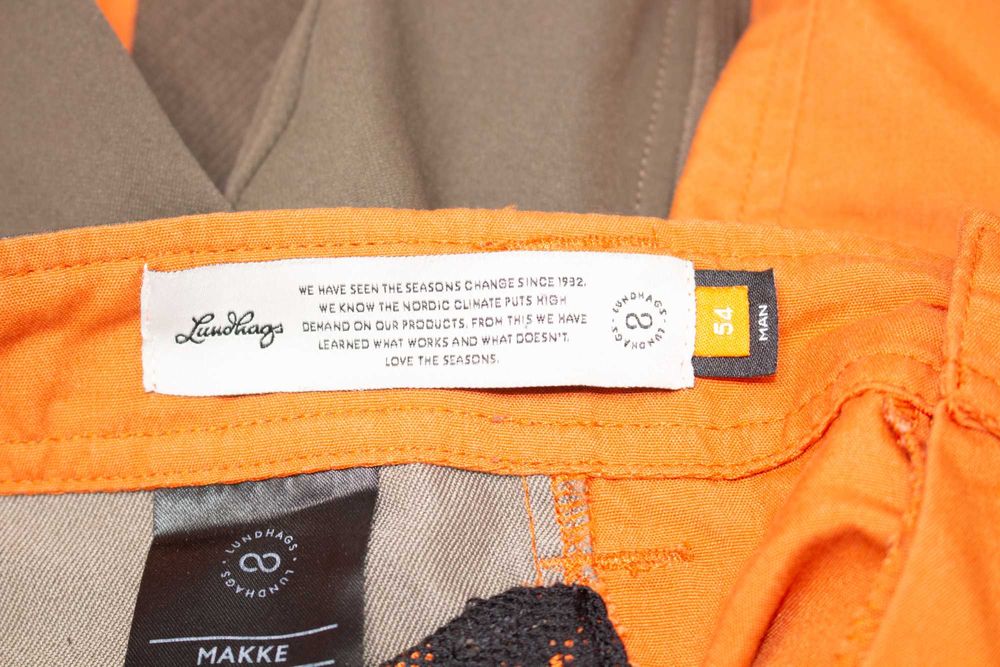 Lundhags
WE HAVE SEEN THE SEASONS CHANGE SINCE 1932.
WE KNOW THE NORDIC CLIMATE PUTS HIGH
DEMAND ON OUR PRODUCTS. FROM THIS WE HAVE
LEARNED WHAT WORKS AND WHAT DOESN'T.
LOVE THE SEASONS.
LUNDHAGS · LUNDHAGS ·
54
MAN
LUNDHAGS · LUNDHAGS ·
MAKKE